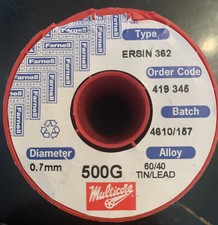 Farnell
Farnell
Farnell
Farnell
Farnell
Type
ERSIN 362
Order Code
419 345
Batch
4610/157
Diameter
0.7mm
500G
Alloy
60/40
TIN/LEAD
Multicore